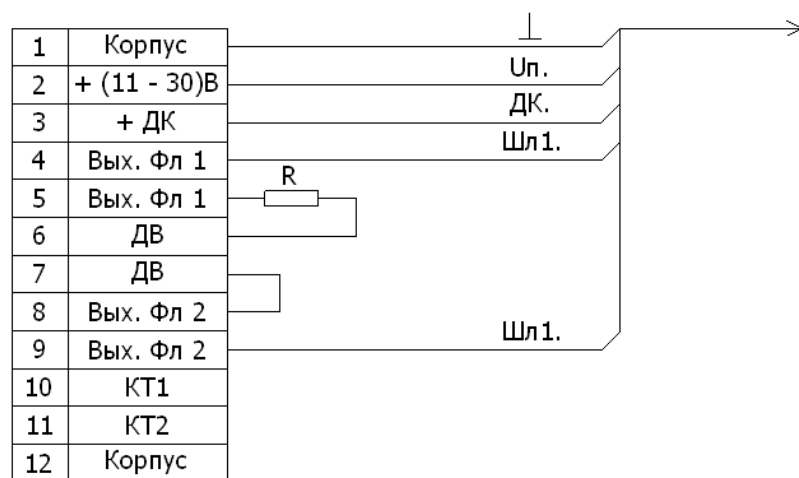 1 Корпус
2 + (11 - 30)В Uп.
3 + ДК ДК.
4 Вых. Фл 1 Шл1.
5 Вых. Фл 1 R
6 ДВ
7 ДВ
8 Вых. Фл 2
9 Вых. Фл 2 Шл1.
10 КТ1
11 КТ2
12 Корпус